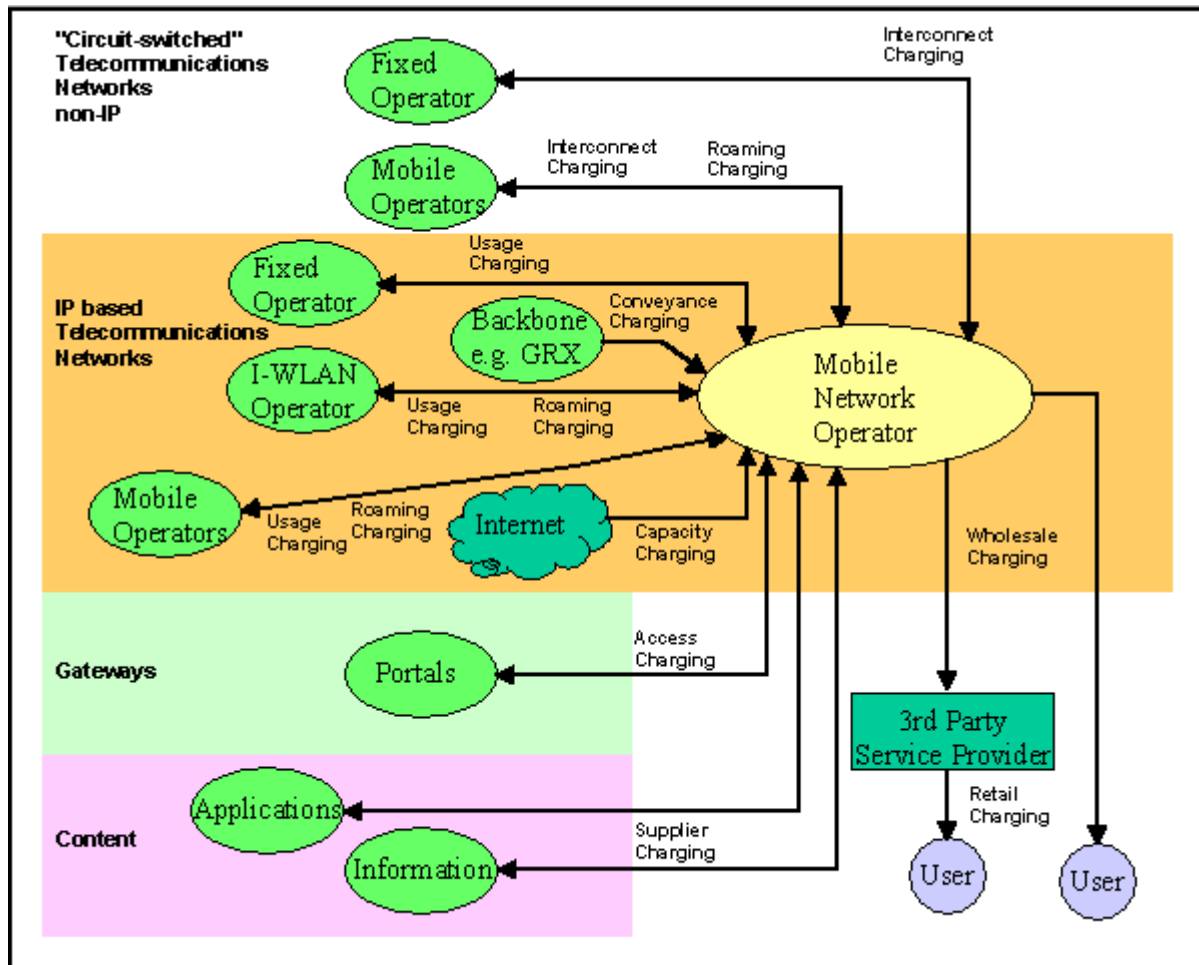 "Circuit-switched"
Telecommunications
Networks
non-IP
Fixed
Operator
Interconnect
Charging
Mobile
Operators
Interconnect
Charging
Roaming
Charging
IP based
Telecommunications
Networks
Fixed
Operator
Usage
Charging
Backbone
e.g. GRX
Conveyance
Charging
I-WLAN
Operator
Usage
Charging
Roaming
Charging
Mobile
Network
Operator
Mobile
Operators
Usage
Charging
Roaming
Charging
Internet
Capacity
Charging
Wholesale
Charging
Gateways
Portals
Access
Charging
3rd Party
Service Provider
Content
Applications
Information
Supplier
Charging
Retail
Charging
User
User